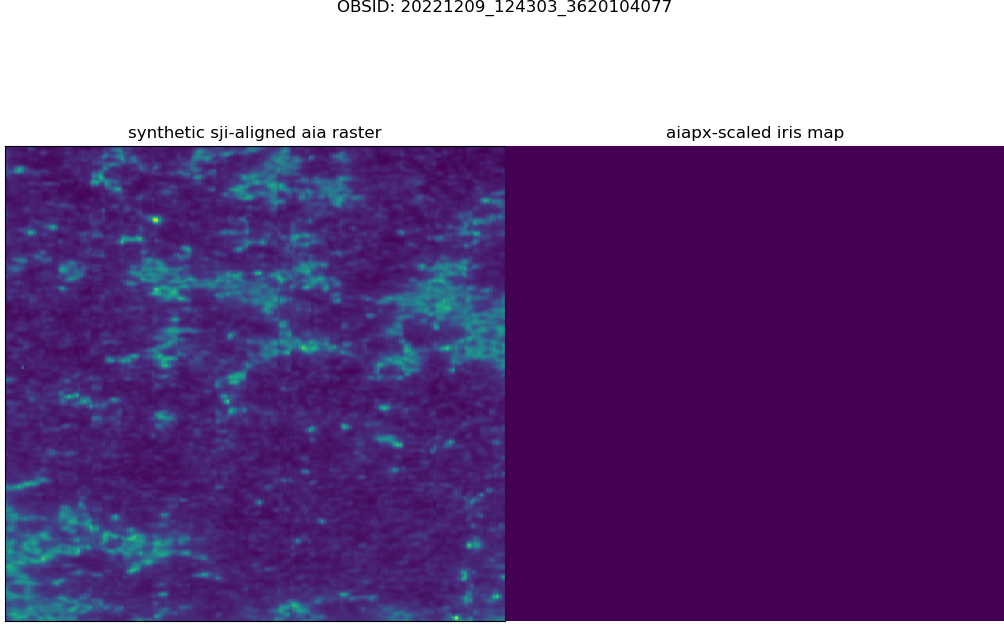 OBSID: 20221209_124303_3620104077
synthetic sji-aligned aia raster
aiapx-scaled iris map